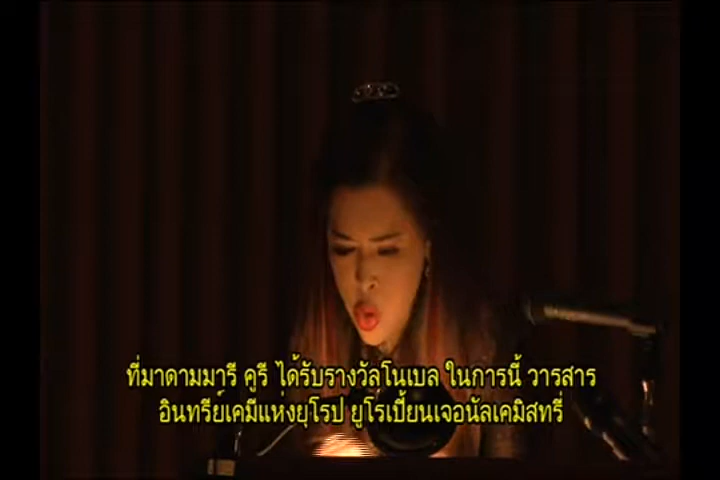 ที่มาดามมารี คูรี ได้รับรางวัลโนเบล ในการนี้ วารสาร
อินทรีย์เคมีแห่งยุโรป ยูโรเปี้ยนเจอนัลเคมิสทรี่